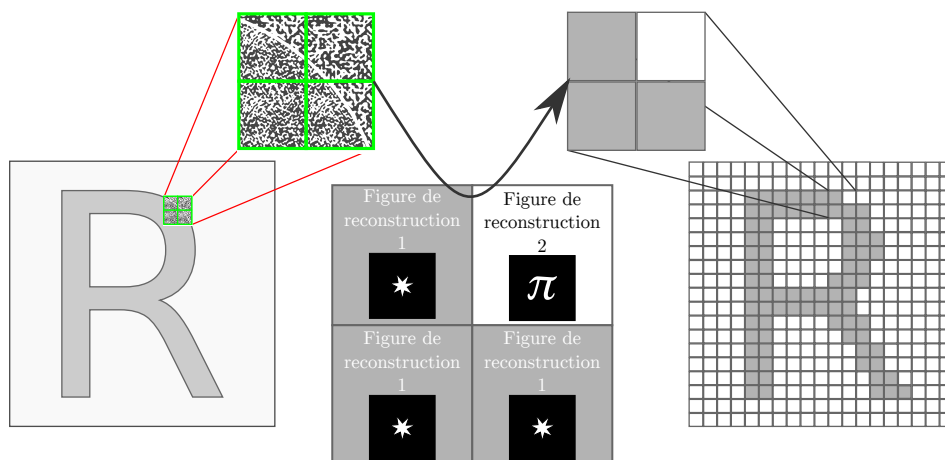 R
Figure de
reconstruction
1
Figure de
reconstruction
2
π
Figure de
reconstruction
1
Figure de
reconstruction
1
R